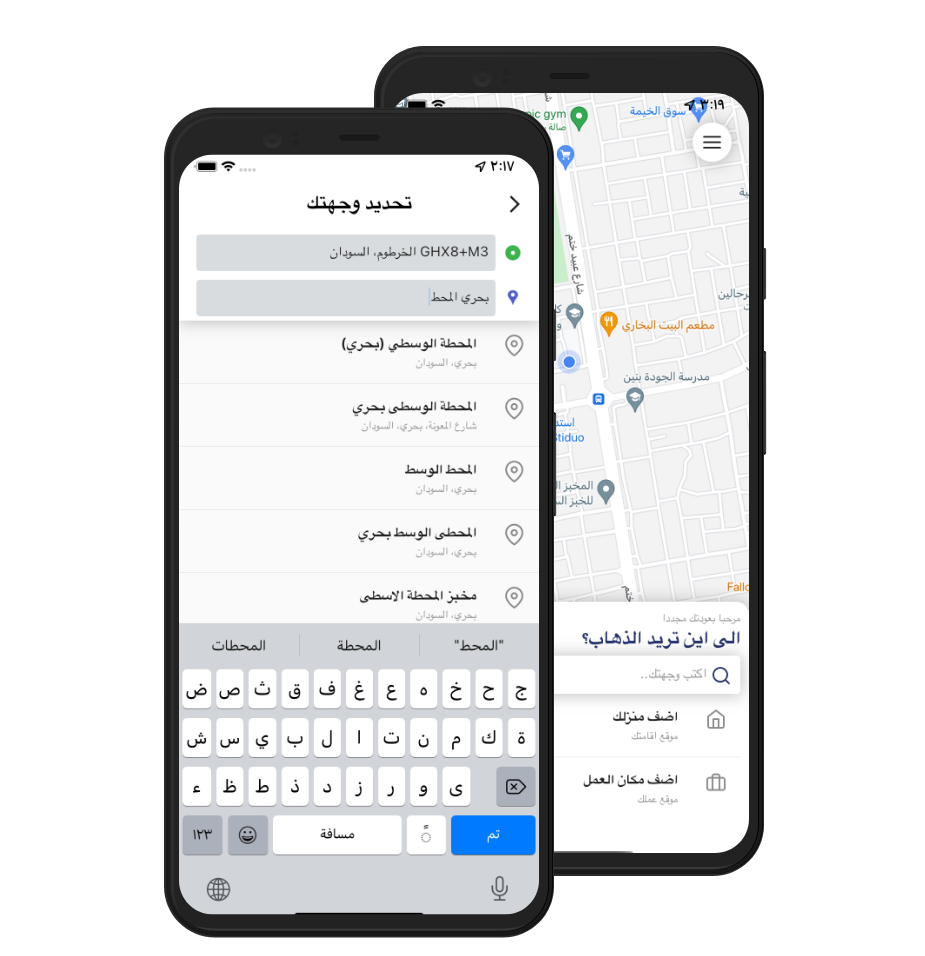 ٢:١٧
تحديد وجهتك
GHX8+M3 الخرطوم، السودان
بحري المحط
المحطة الوسطي (بحري)
بحري، السودان
المحطة الوسطى بحري
شارع المعونة، بحري، السودان
المحط الوسط
بحري، السودان
المحطى الوسط بحري
بحري، السودان
مخبز المحطة الاسطى
بحري، السودان
"المحط" المحطة المحطات
ج ح خ ه ع غ ف ق ث ص ض
ة ك م ن ت ا ل ب ي س ش
ى و ر ز د ذ ط ظ ء
تم مسافة ١٢٣
٣:١٩
سوق الخيمة
gym
صالة
شارع عبيد ختم
مطعم البيت البخاري
مدرسة الجودة بنين
Stiduo
المخبز
للخبز
ختم
مرحبا بعودتك مجددا
الى اين تريد الذهاب؟
اكتب وجهتك..
اضف منزلك
موقع اقامتك
اضف مكان العمل
موقع عملك